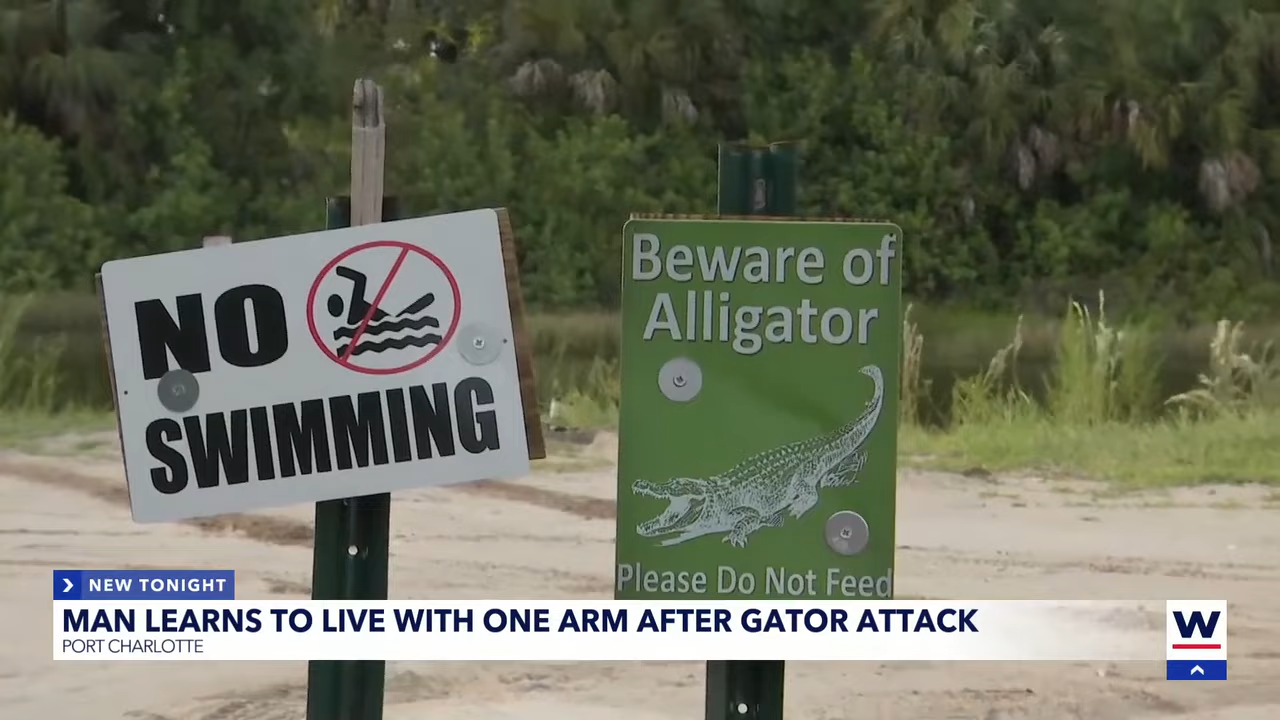 NO
SWIMMING
Beware of
Alligator
Please Do Not Feed
NEW TONIGHT
MAN LEARNS TO LIVE WITH ONE ARM AFTER GATOR ATTACK
PORT CHARLOTTE
W